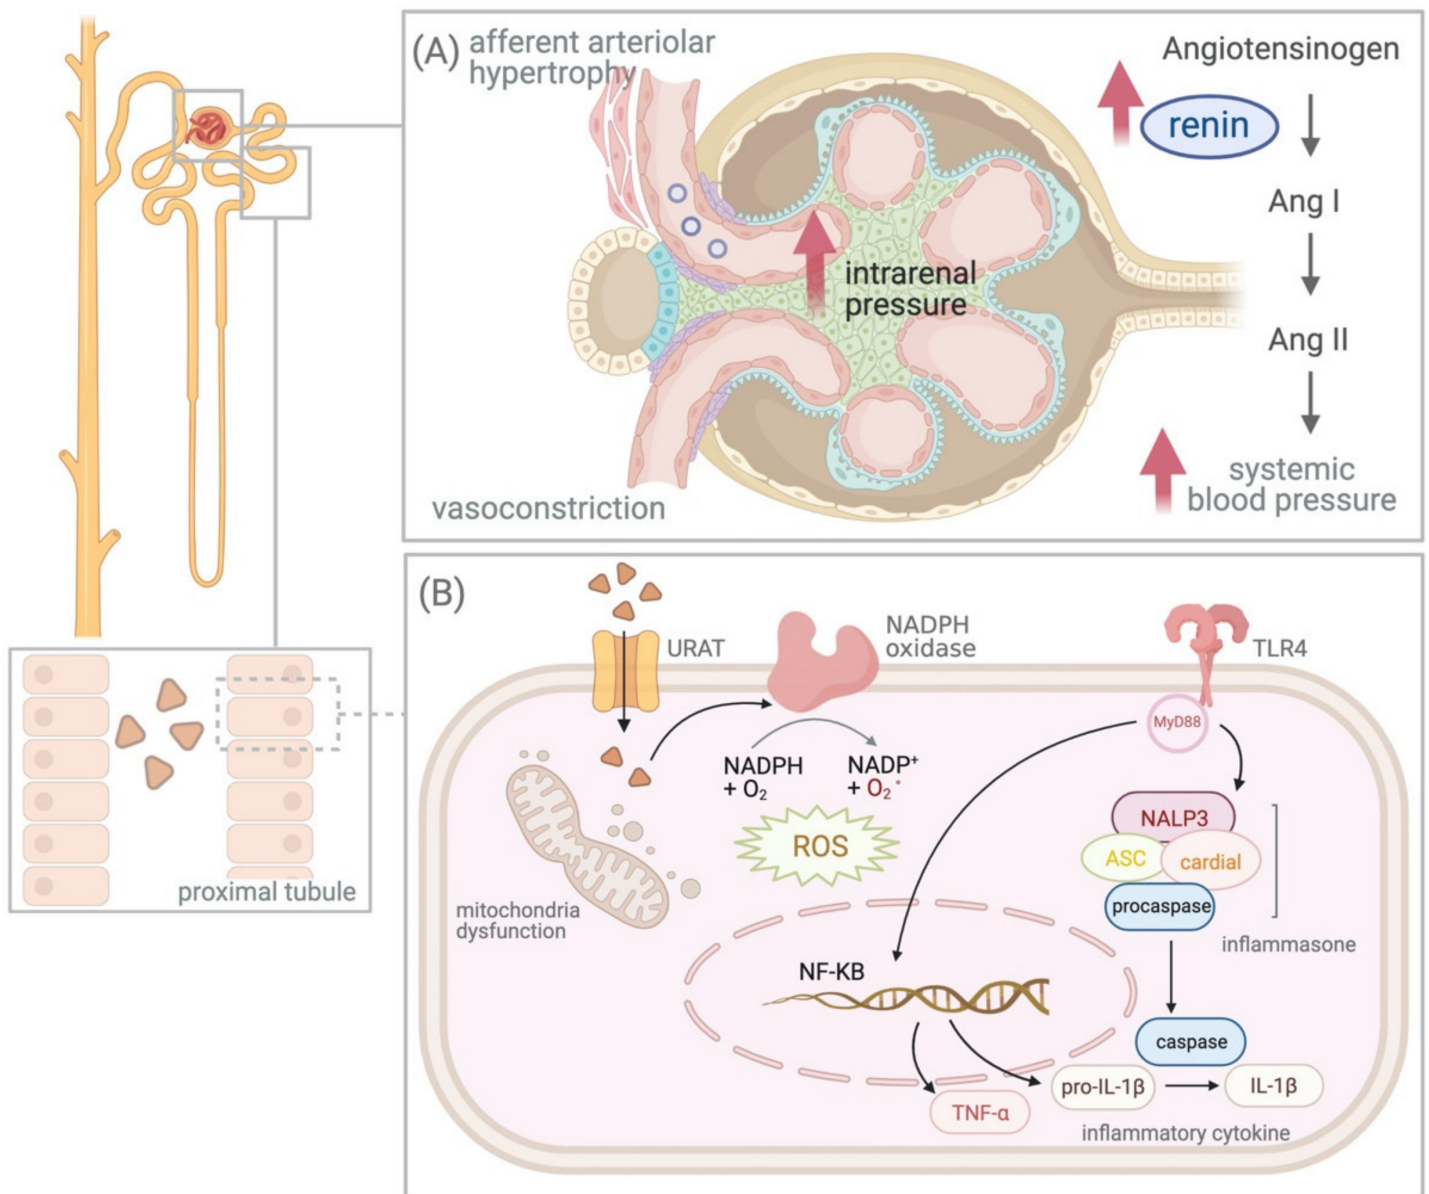 (A)
afferent arteriolar
hypertrophy
Angiotensinogen
renin
Ang I
intrarenal
pressure
Ang II
systemic
blood pressure
vasoconstriction
(B)
URAT
NADPH
oxidase
TLR4
MyD88
NADPH
+ O₂
NADP⁺
+ O₂˙
ROS
NALP3
ASC
cardial
procaspase
inflammasone
mitochondria
dysfunction
NF-KB
caspase
pro-IL-1β
IL-1β
TNF-α
inflammatory cytokine
proximal tubule